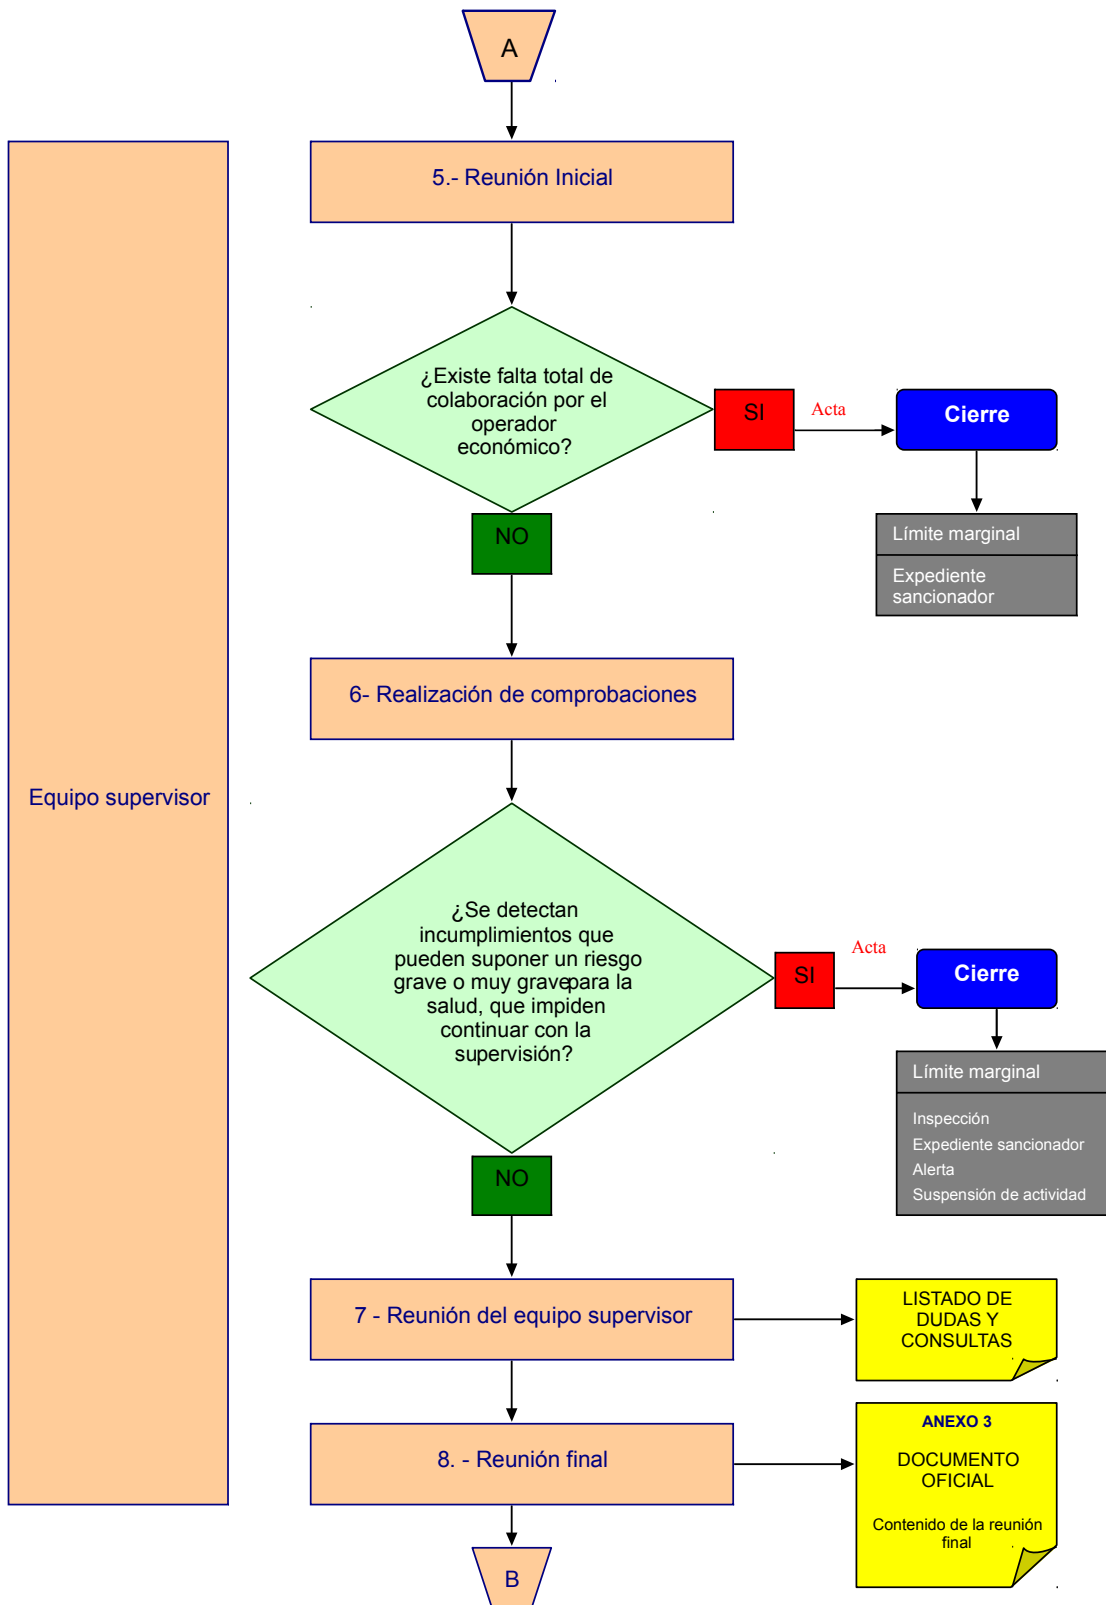 A
5.- Reunión Inicial
¿Existe falta total de
colaboración por el
operador
económico?
SI
Acta
Cierre
NO
Límite marginal
Expediente
sancionador
6- Realización de comprobaciones
Equipo supervisor
¿Se detectan
incumplimientos que
pueden suponer un riesgo
grave o muy grave para la
salud, que impiden
continuar con la
supervisión?
SI
Acta
Cierre
Límite marginal
Inspección
Expediente sancionador
Alerta
Suspensión de actividad
NO
7 - Reunión del equipo supervisor
LISTADO DE
DUDAS Y
CONSULTAS
8. - Reunión final
ANEXO 3
DOCUMENTO
OFICIAL
Contenido de la reunión
final
B